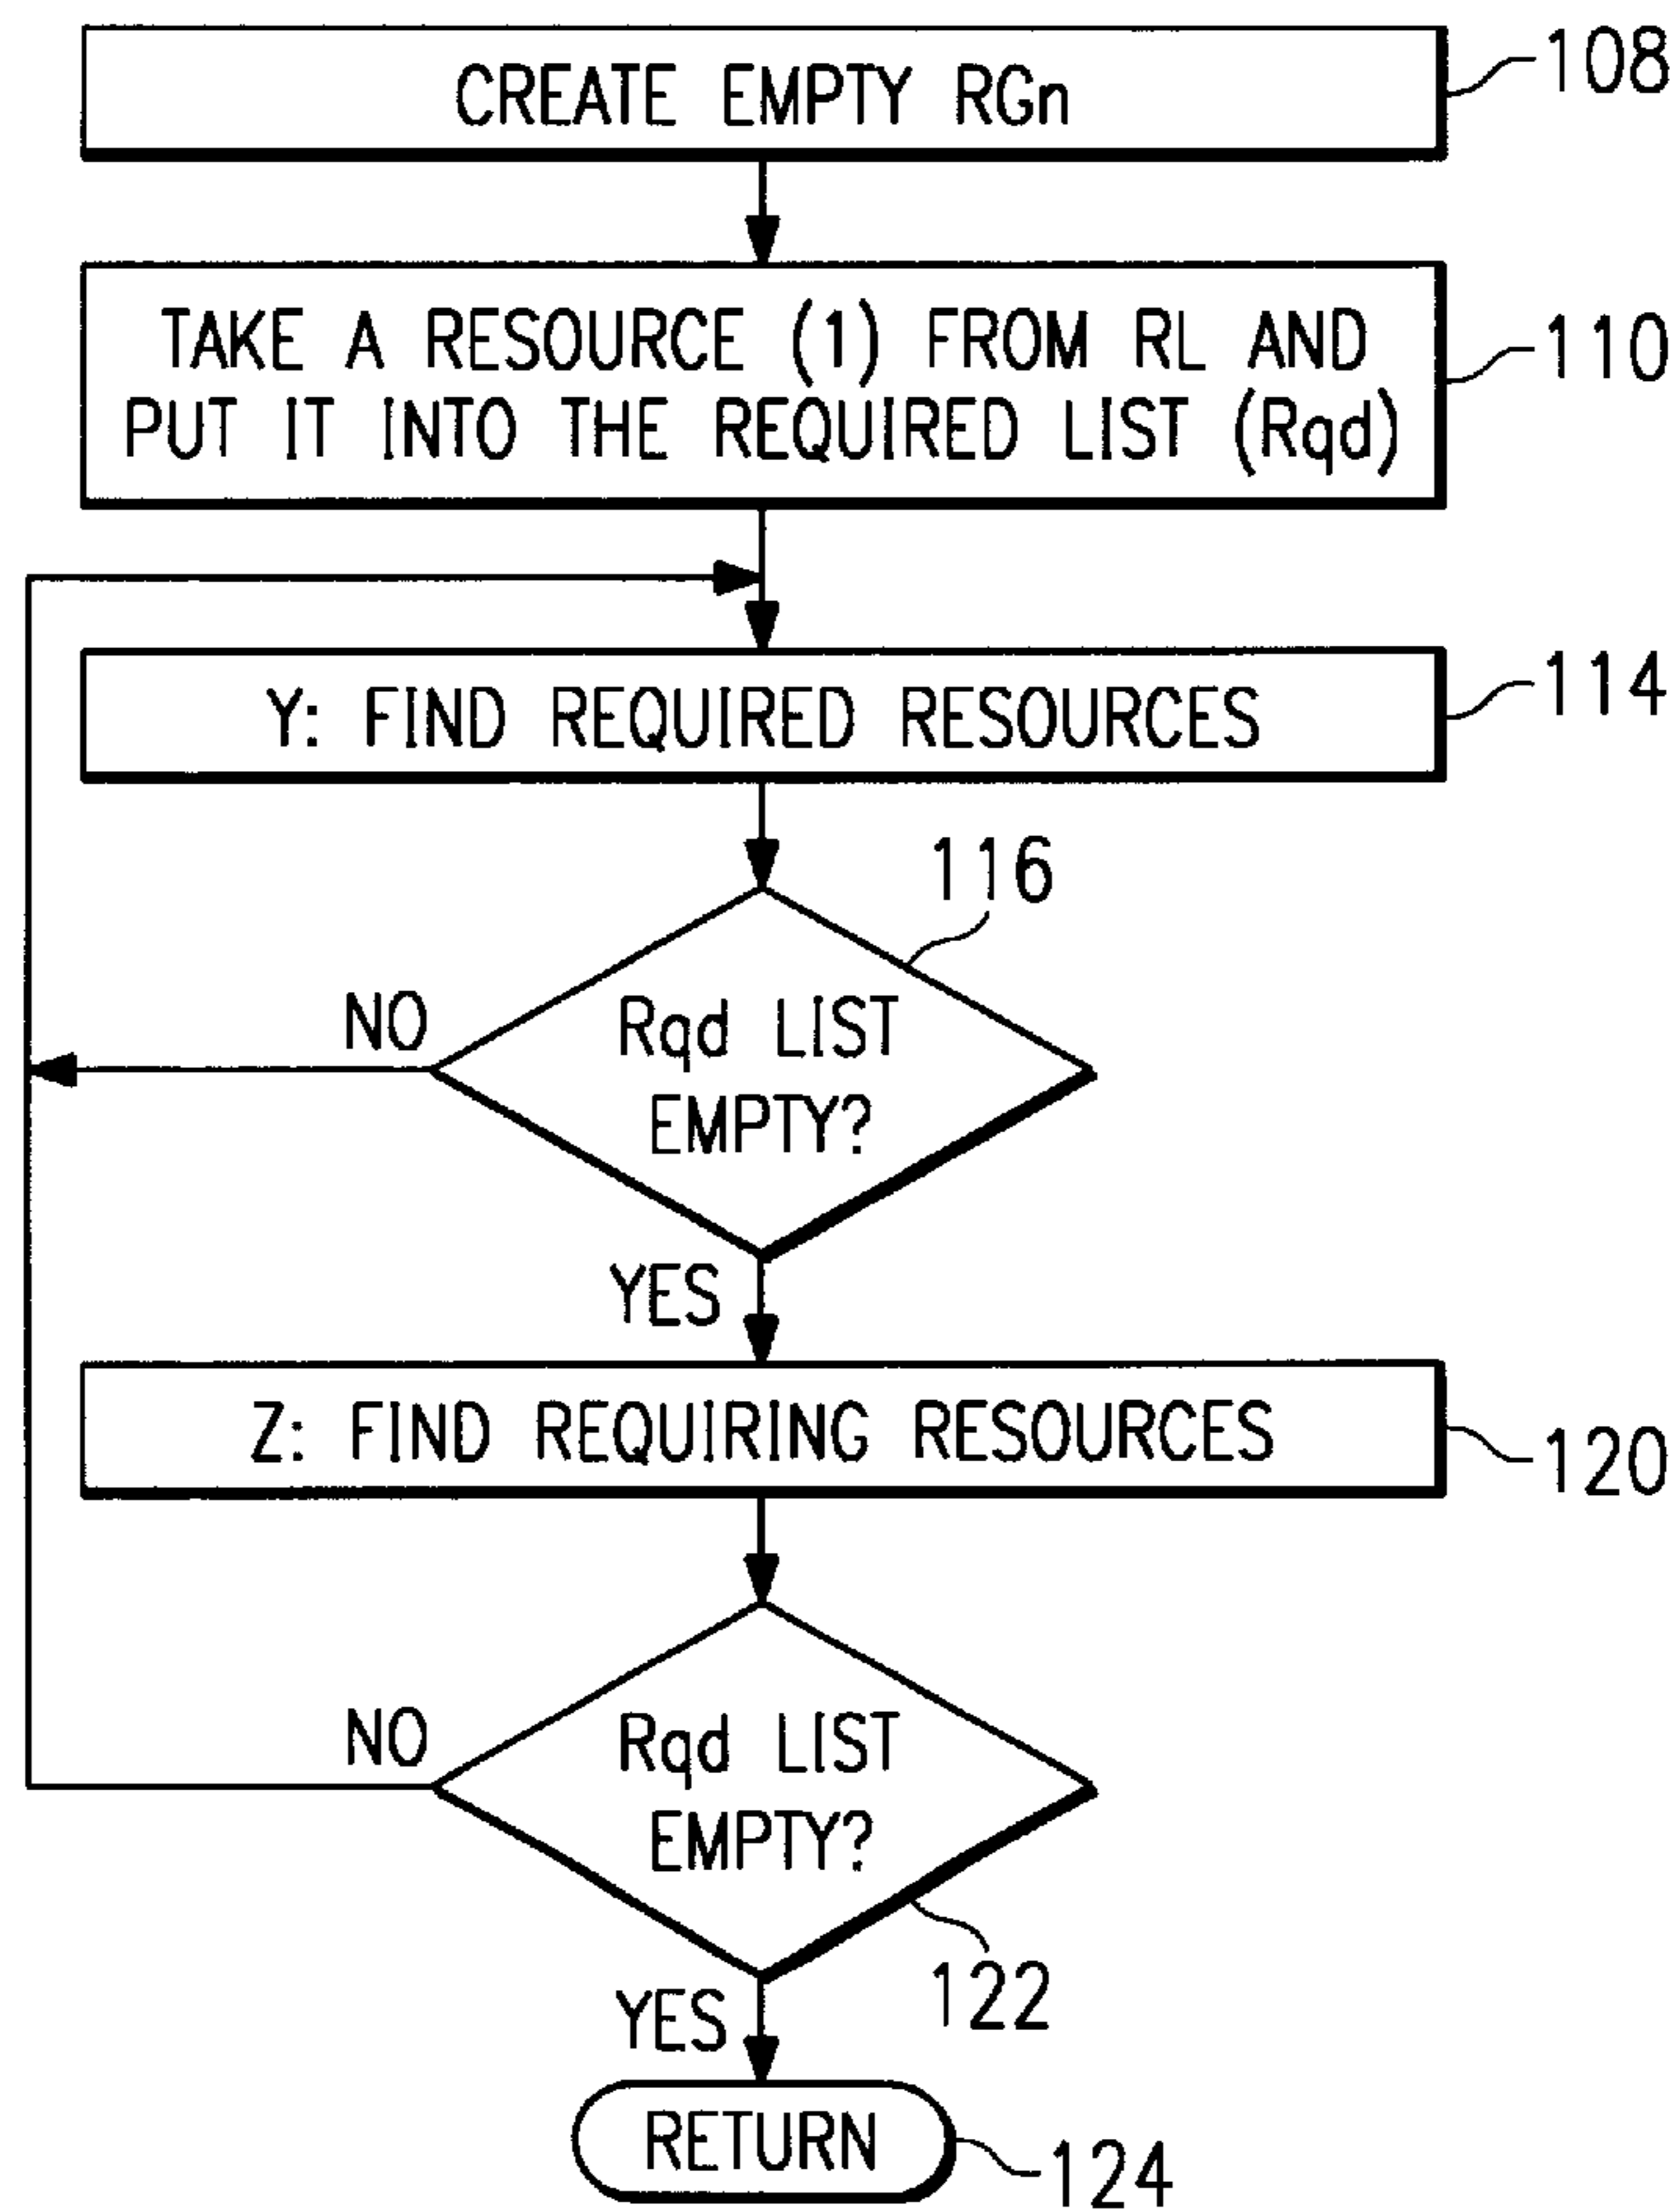 CREATE EMPTY RGn
108
TAKE A RESOURCE (1) FROM RL AND
PUT IT INTO THE REQUIRED LIST (Rqd)
110
Y: FIND REQUIRED RESOURCES
114
116
Rqd LIST
EMPTY?
NO
YES
Z: FIND REQUIRING RESOURCES
120
Rqd LIST
EMPTY?
NO
122
YES
RETURN
124